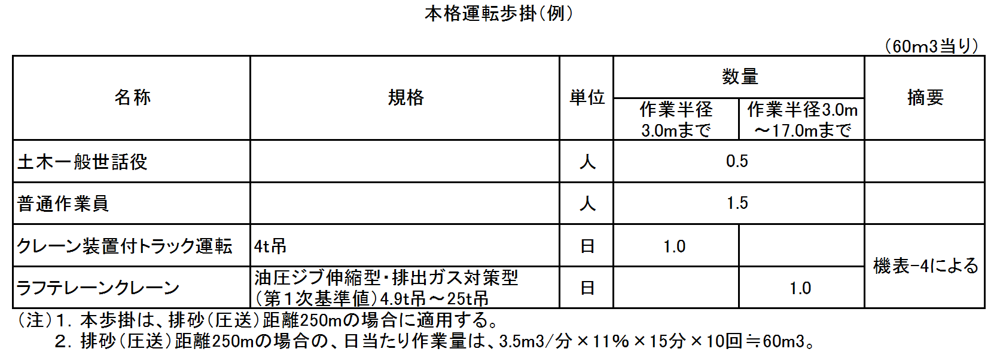 本格運転歩掛（例）
（60ｍ3当り）
名称 規格 単位 数量 摘要
作業半径
3.0mまで
作業半径3.0m
～17.0mまで
土木一般世話役 人 0.5
普通作業員 人 1.5
クレーン装置付トラック運転 4t吊 日 1.0
機表-4による
ラフテレーンクレーン 油圧ジブ伸縮型・排出ガス対策型
（第１次基準値）4.9t吊～25t吊 日 1.0
（注）１．本歩掛は、排砂（圧送）距離250mの場合に適用する。
２．排砂（圧送）距離250mの場合の、日当たり作業量は、3.5m3/分×11％×15分×10回≒60m3。